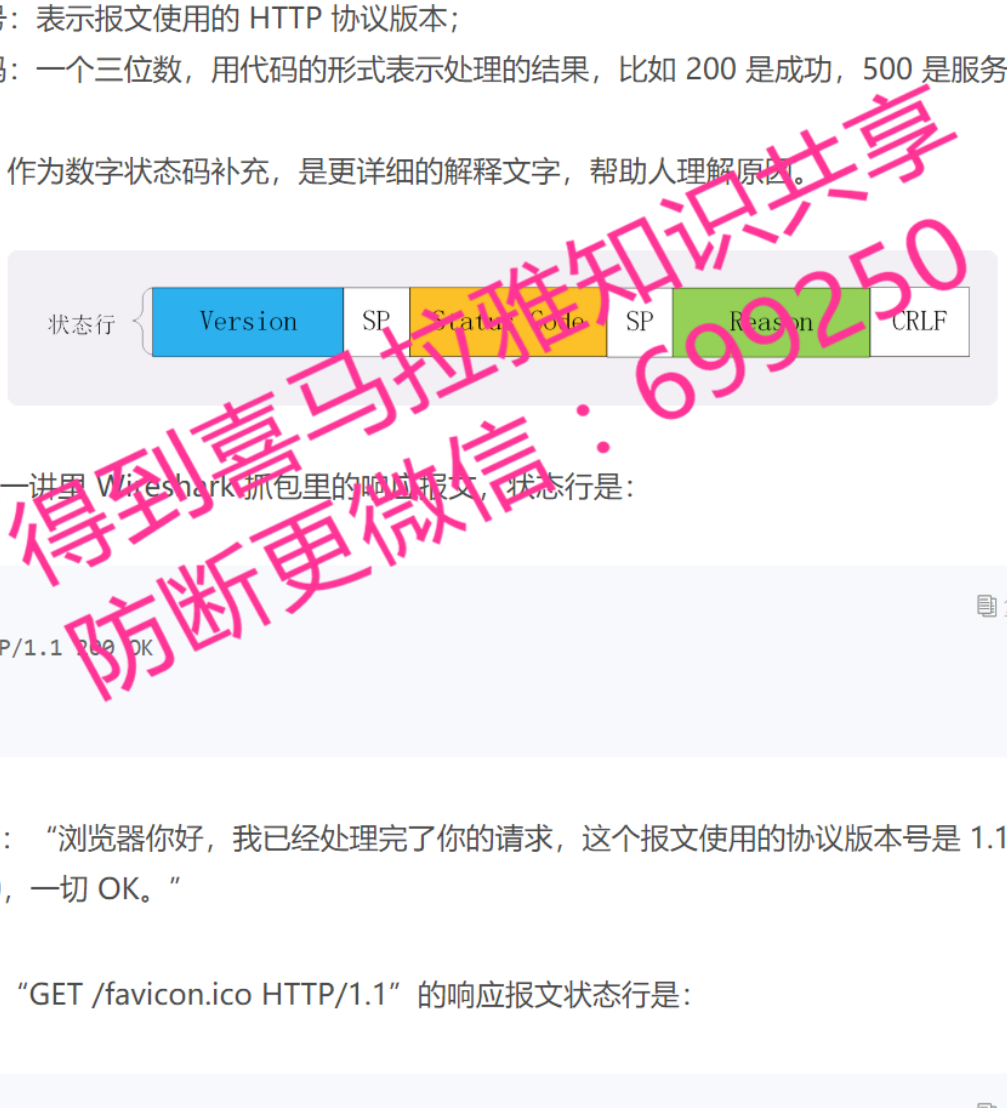 号：表示报文使用的 HTTP 协议版本；
码：一个三位数，用代码的形式表示处理的结果，比如 200 是成功，500 是服务
作为数字状态码补充，是更详细的解释文字，帮助人理解原因。
状态行 Version SP Status Code SP Reason CRLF
一讲里 Wireshark 抓包里的响应报文，状态行是：
P/1.1 200 OK
：“浏览器你好，我已经处理完了你的请求，这个报文使用的协议版本号是 1.1
，一切 OK。”
“GET /favicon.ico HTTP/1.1”的响应报文状态行是：
得到喜马拉雅知识共享
防断更微信：699250